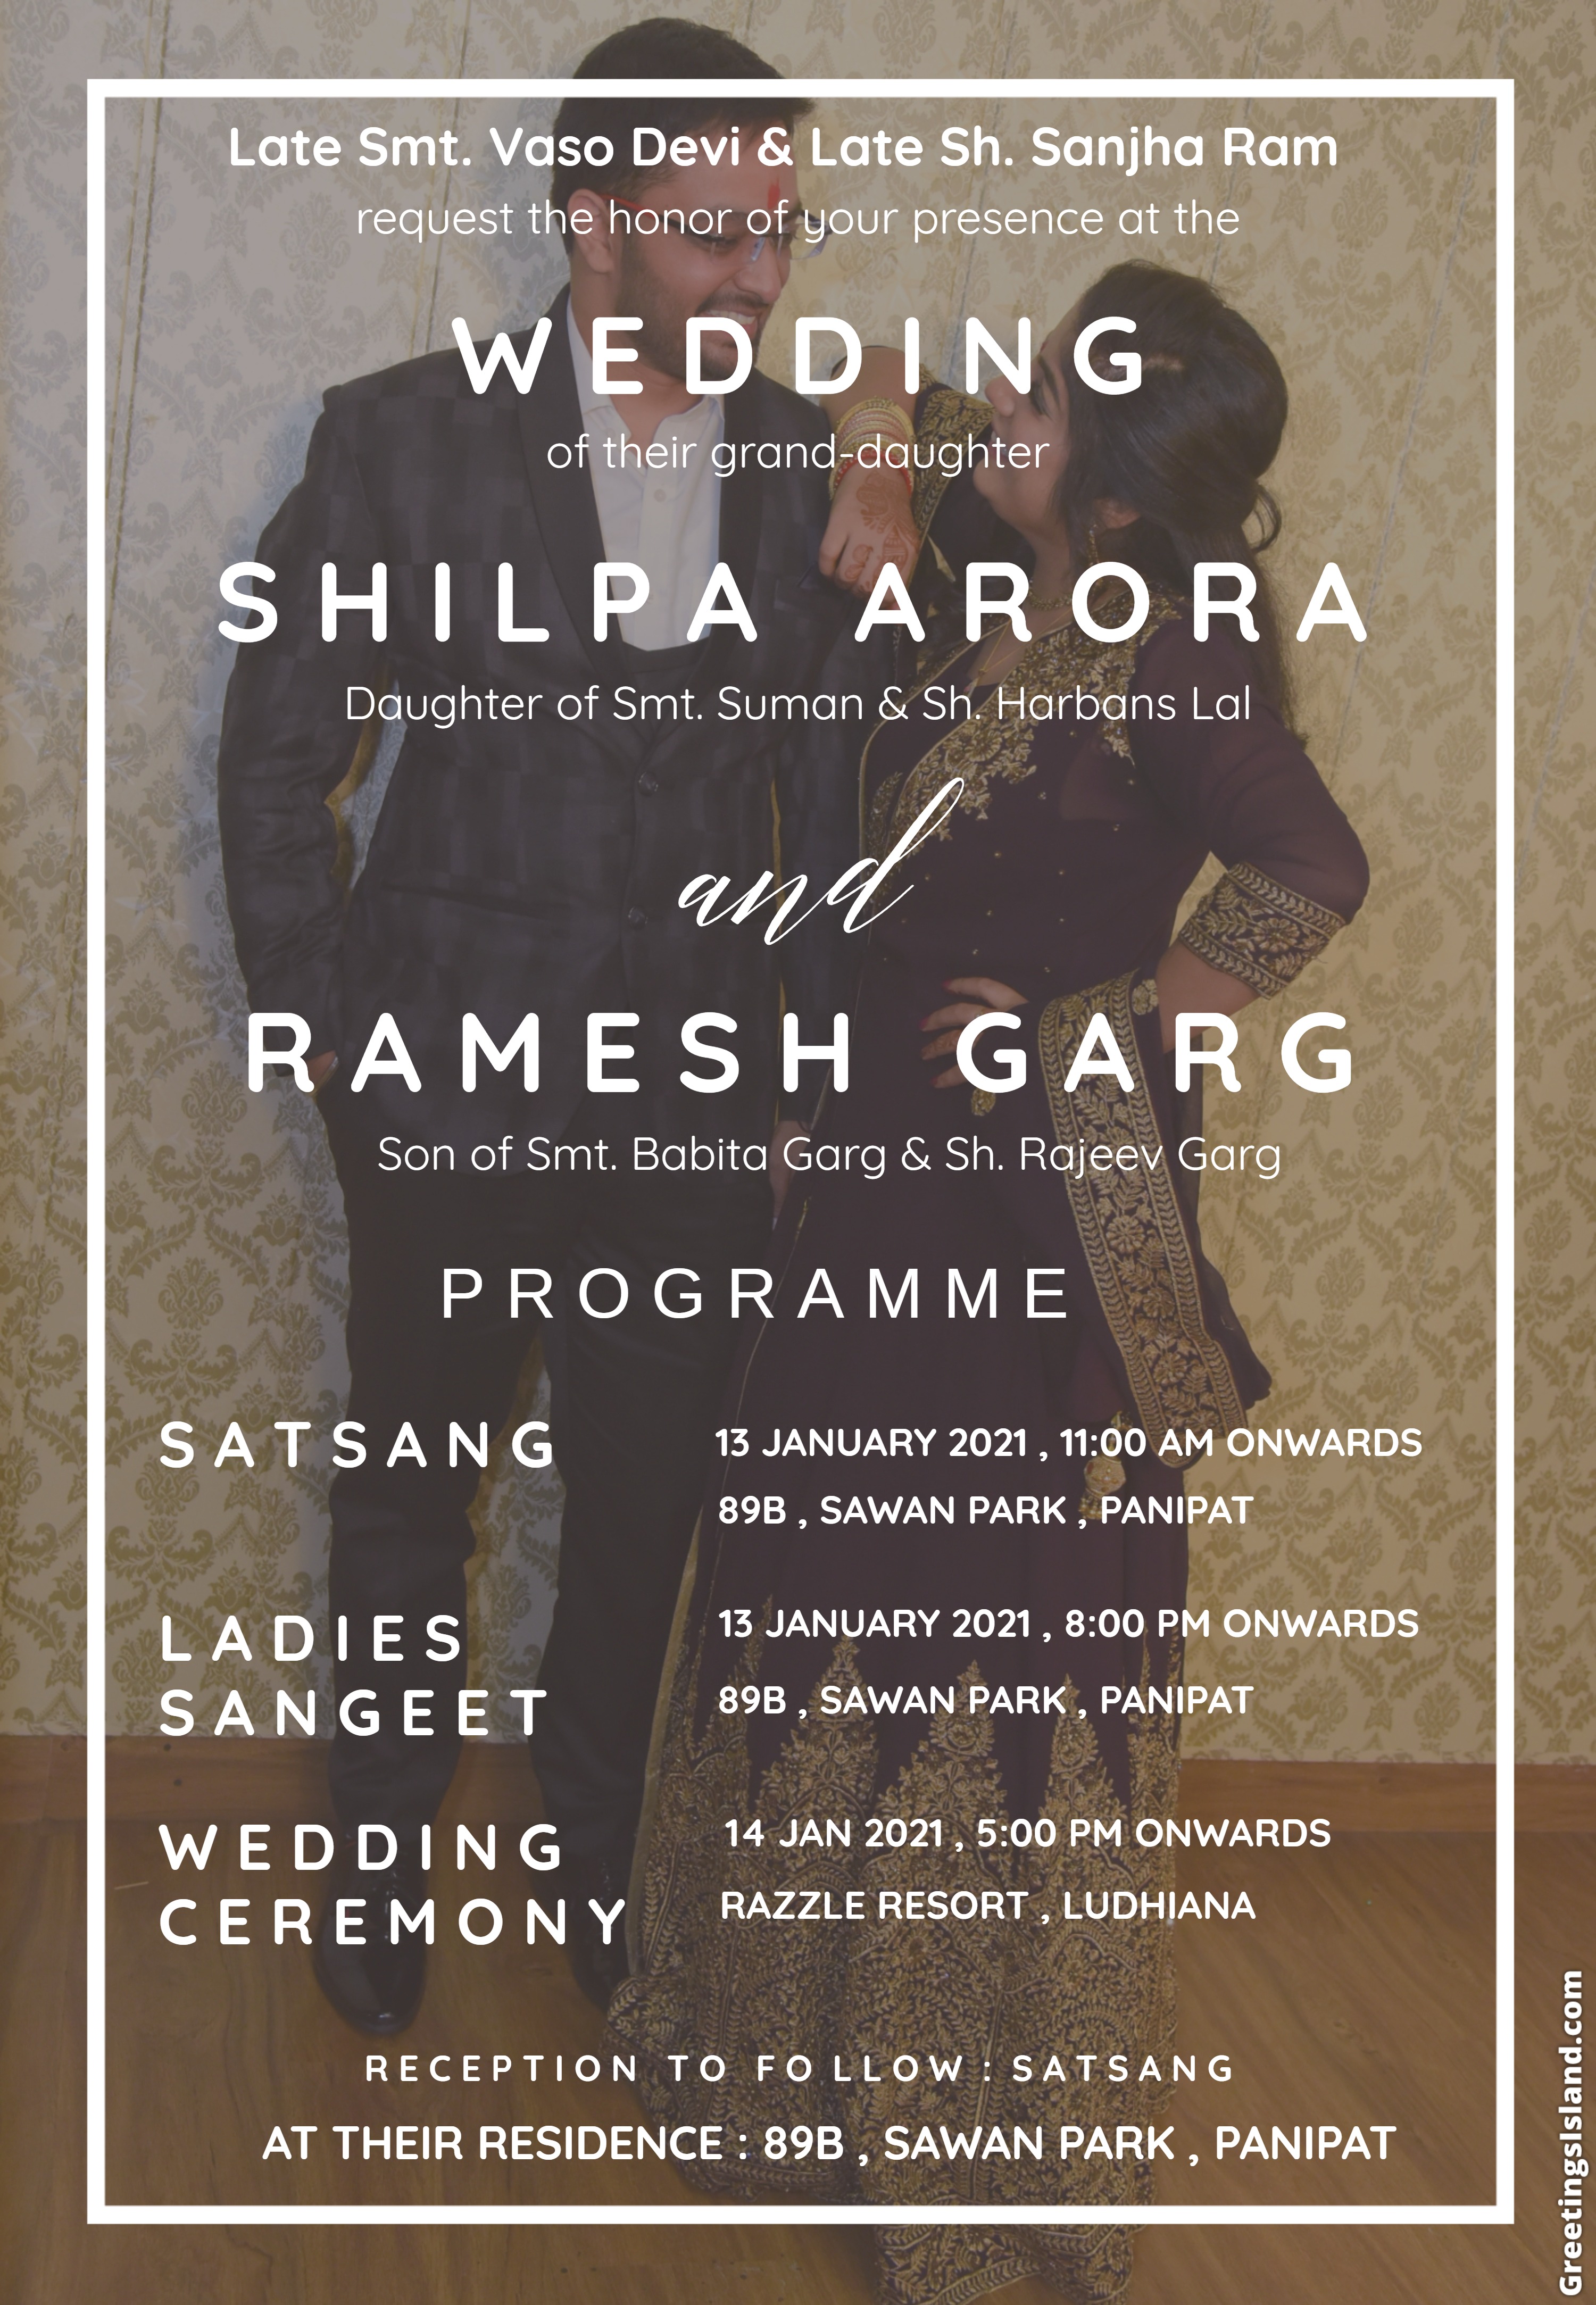 Late Smt. Vaso Devi & Late Sh. Sanjha Ram
request the honor of your presence at the
WEDDING
of their grand-daughter
SHILPA ARORA
Daughter of Smt. Suman & Sh. Harbans Lal
and
RAMESH GARG
Son of Smt. Babita Garg & Sh. Rajeev Garg
PROGRAMME
SATSANG
13 JANUARY 2021 , 11:00 AM ONWARDS
89B , SAWAN PARK , PANIPAT
LADIES
SANGEET
13 JANUARY 2021 , 8:00 PM ONWARDS
89B , SAWAN PARK , PANIPAT
WEDDING
CEREMONY
14 JAN 2021 , 5:00 PM ONWARDS
RAZZLE RESORT , LUDHIANA
RECEPTION TO FOLLOW : SATSANG
AT THEIR RESIDENCE : 89B , SAWAN PARK , PANIPAT
GreetingsIsland.com